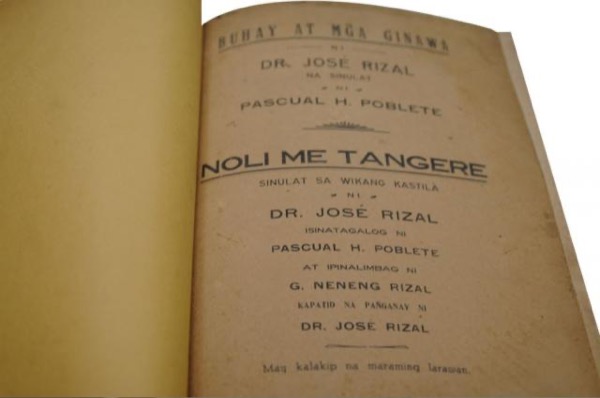 BUHAY AT MG̃A GINAWA
NI
DR. JOSÉ RIZAL
NA SINULAT
NI
PASCUAL H. POBLETE
NOLI ME TANGERE
SINULAT SA WIKANG KASTILÀ
NI
DR. JOSÉ RIZAL
ISINATAGALOG NI
PASCUAL H. POBLETE
AT IPINALIMBAG NI
G. NENENG RIZAL
KAPATID NA PAÑGANAY NI
DR. JOSÉ RIZAL
May kalakip na maraming larawan.